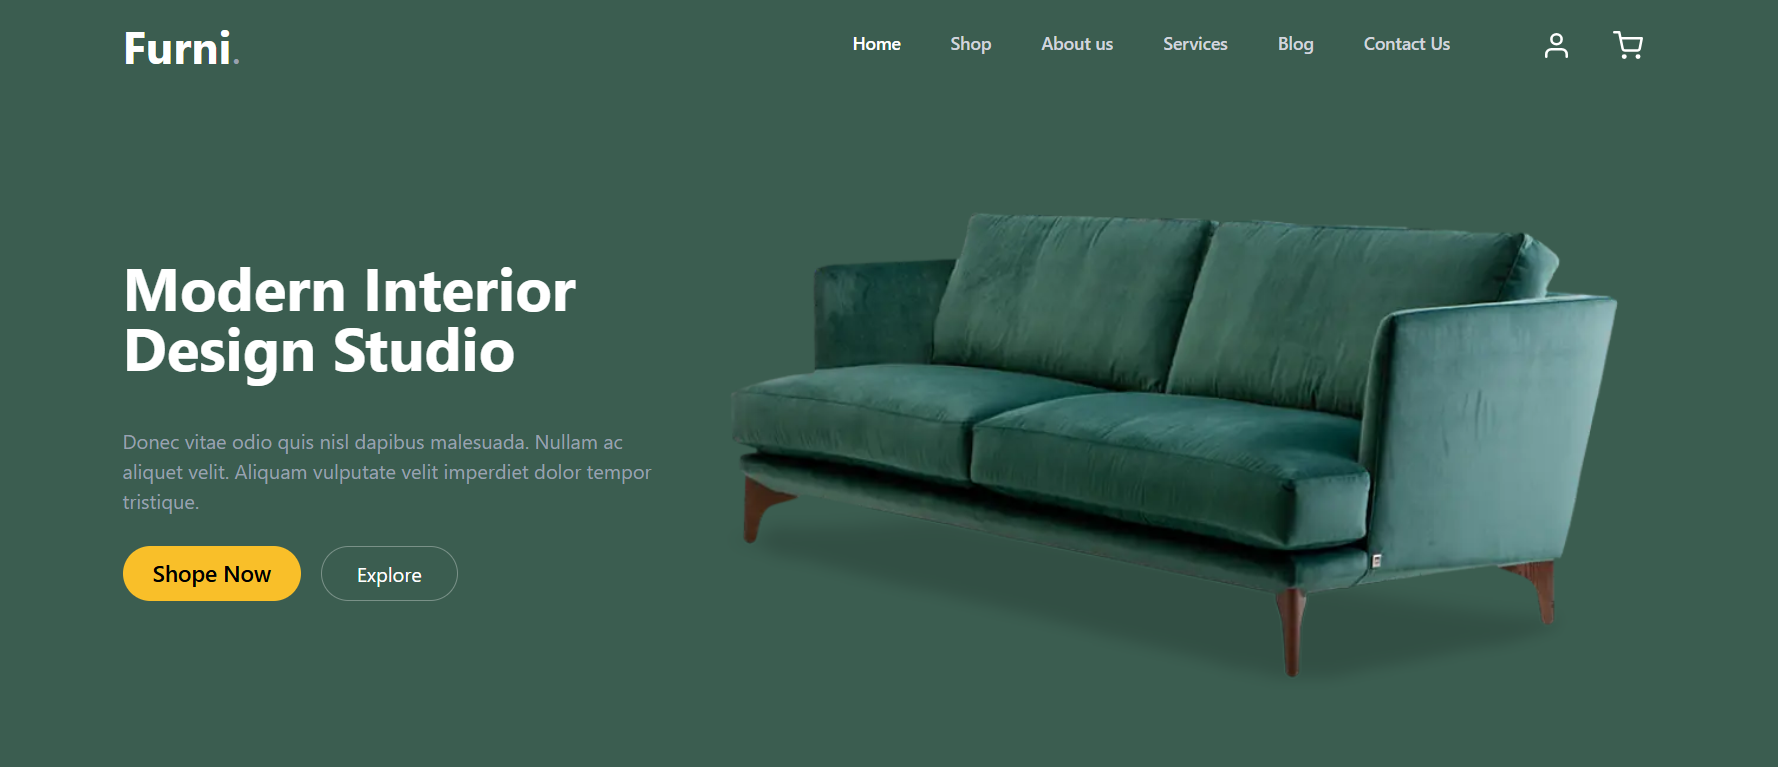 Furni.
Home Shop About us Services Blog Contact Us
Modern Interior
Design Studio
Donec vitae odio quis nisl dapibus malesuada. Nullam ac
aliquet velit. Aliquam vulputate velit imperdiet dolor tempor
tristique.
Shope Now Explore